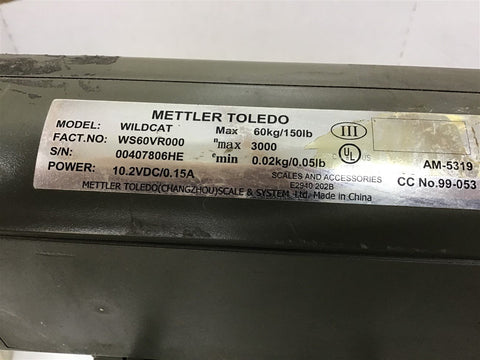 METTLER TOLEDO
MODEL: WILDCAT Max 60kg/150lb
FACT.NO: WS60VR000 nmax 3000
S/N: 00407806HE emin 0.02kg/0.05lb
POWER: 10.2VDC/0.15A
III
UL
SCALES AND ACCESSORIES
E2940 202B
AM-5319
CC No.99-053
METTLER TOLEDO(CHANGZHOU)SCALE & SYSTEM Ltd. Made in China